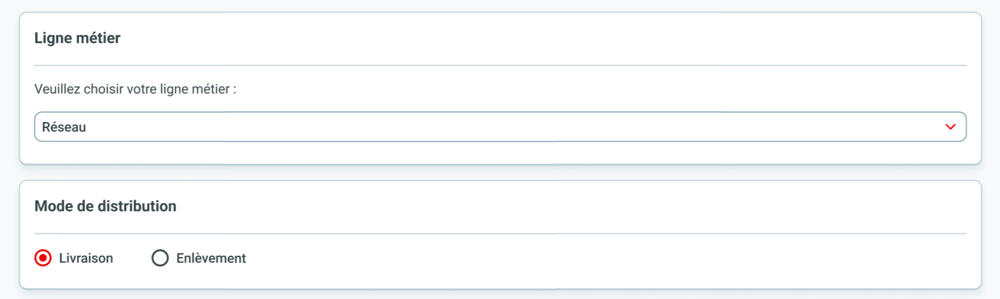 Ligne métier
Veuillez choisir votre ligne métier :
Réseau
Mode de distribution
Livraison
Enlèvement